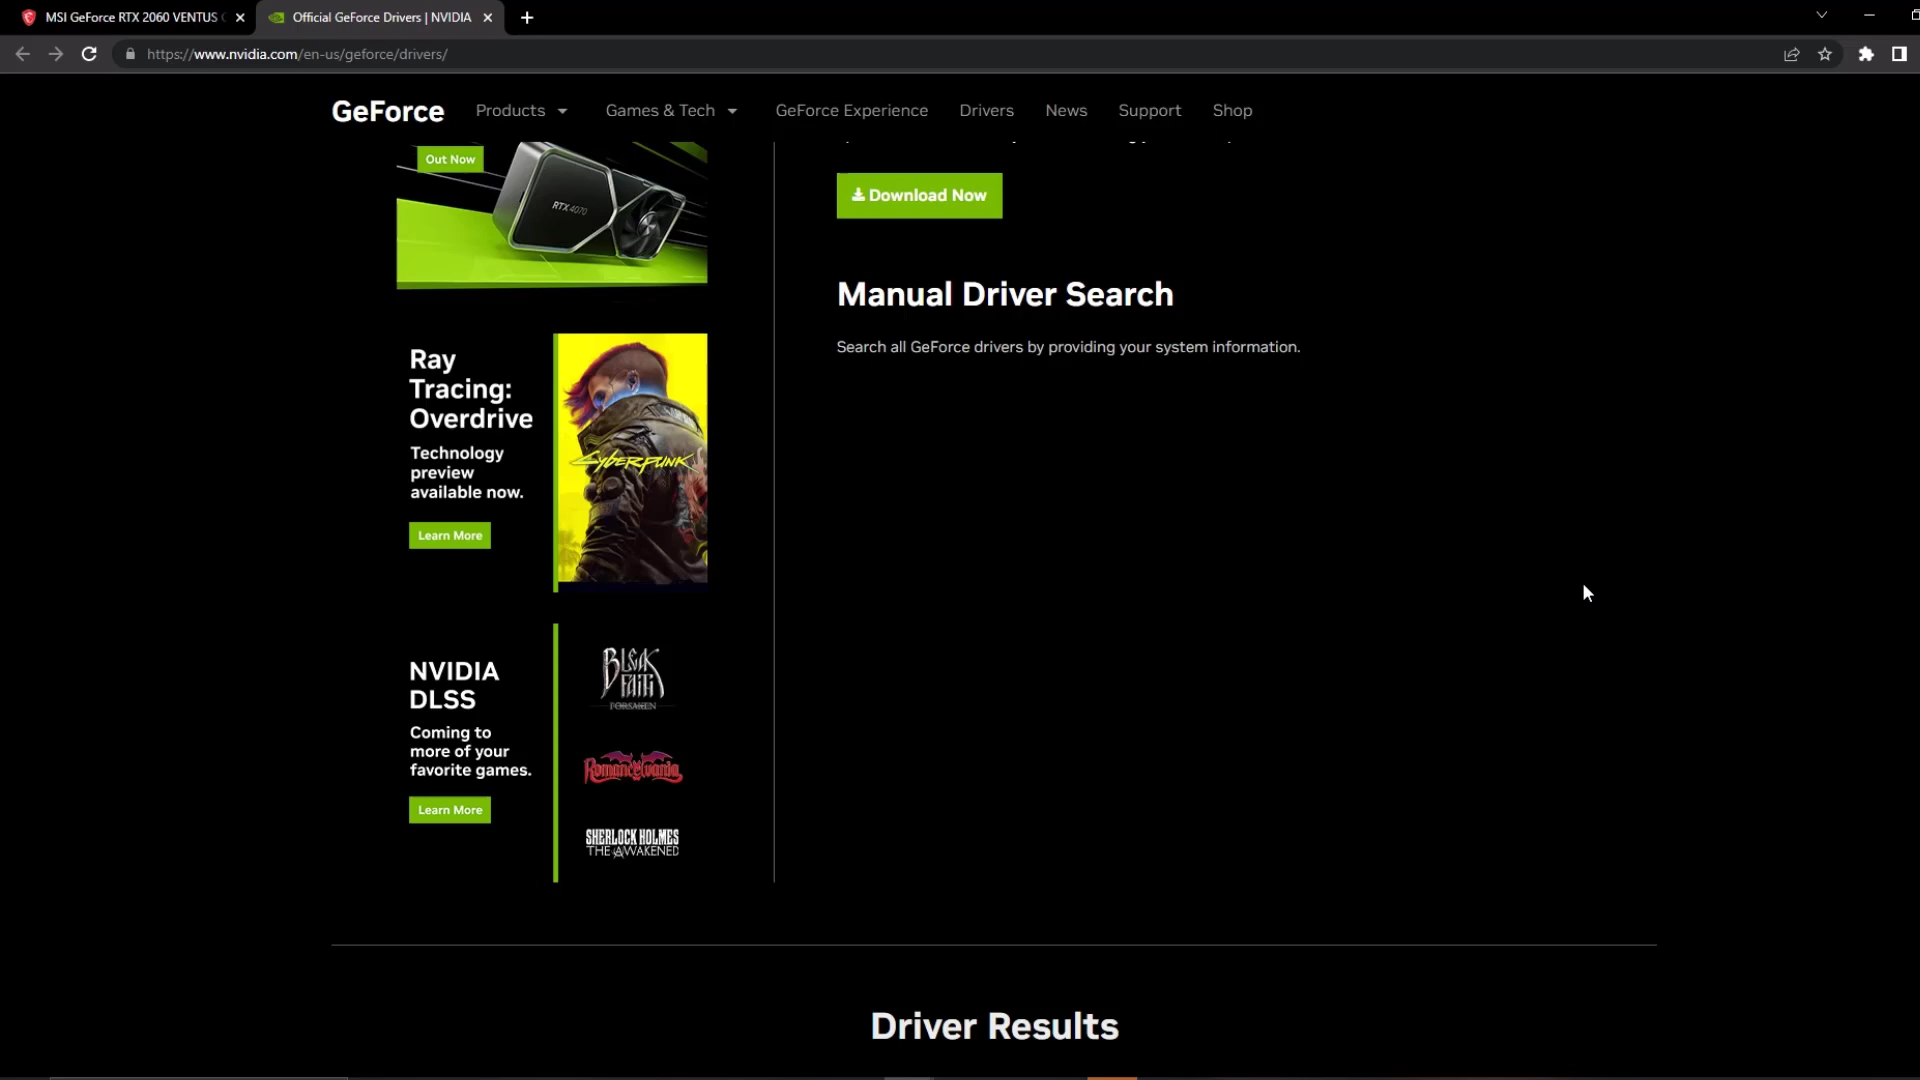 MSI GeForce RTX 2060 VENTUS
Official GeForce Drivers | NVIDIA
https://www.nvidia.com/en-us/geforce/drivers/
GeForce
Products
Games & Tech
GeForce Experience
Drivers
News
Support
Shop
Out Now
RTX 4070
Download Now
Manual Driver Search
Search all GeForce drivers by providing your system information.
Ray
Tracing:
Overdrive
Technology
preview
available now.
Learn More
Cyberpunk
NVIDIA
DLSS
Coming to
more of your
favorite games.
Learn More
BLEAK
FAITH
FORSAKEN
Romancelvania
SHERLOCK HOLMES
THE AWAKENED
Driver Results